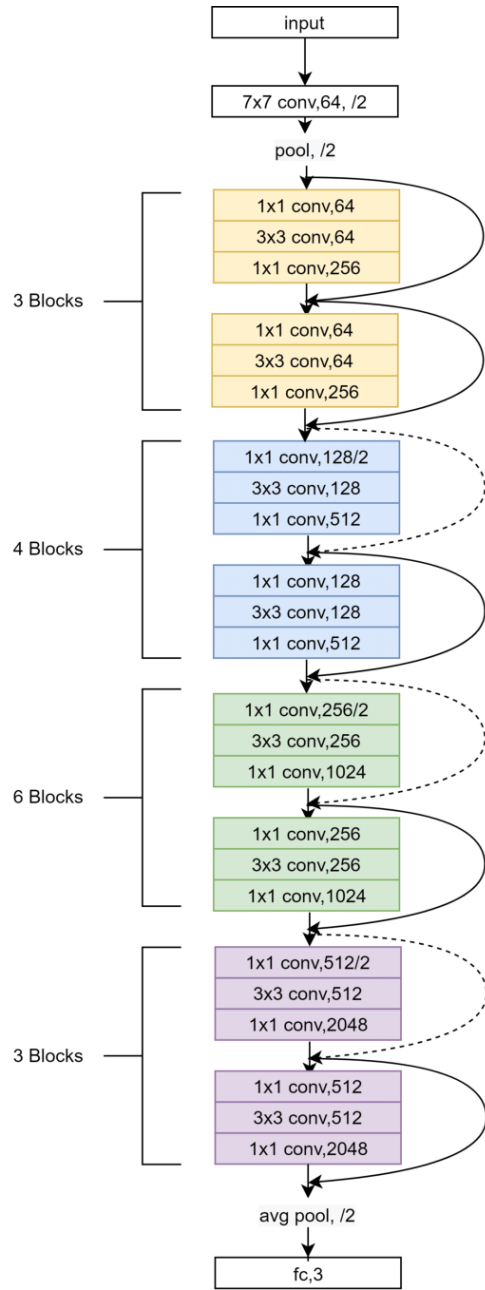 input
7x7 conv,64, /2
pool, /2
3 Blocks
1x1 conv,64
3x3 conv,64
1x1 conv,256
1x1 conv,64
3x3 conv,64
1x1 conv,256
4 Blocks
1x1 conv,128/2
3x3 conv,128
1x1 conv,512
1x1 conv,128
3x3 conv,128
1x1 conv,512
6 Blocks
1x1 conv,256/2
3x3 conv,256
1x1 conv,1024
1x1 conv,256
3x3 conv,256
1x1 conv,1024
3 Blocks
1x1 conv,512/2
3x3 conv,512
1x1 conv,2048
1x1 conv,512
3x3 conv,512
1x1 conv,2048
avg pool, /2
fc,3